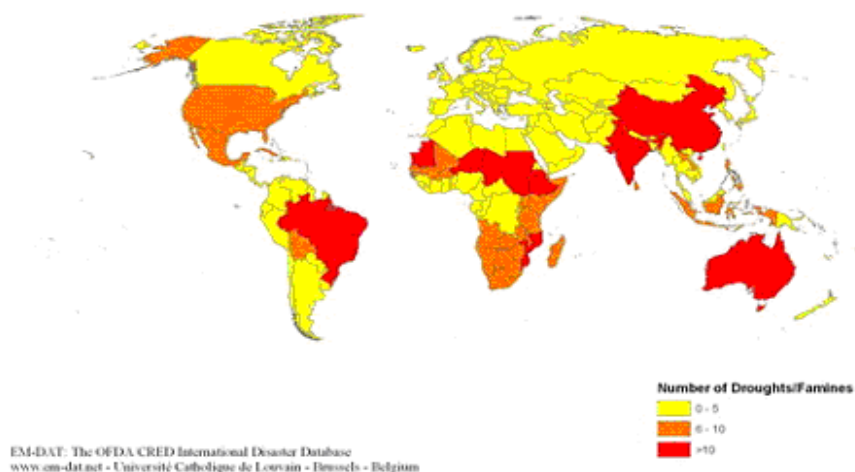 Number of Droughts/Famines
0 - 5
6 - 10
>10
EM-DAT: The OFDA CRED International Disaster Database
www.em-dat.net - Université Catholique de Louvain - Brussels - Belgium